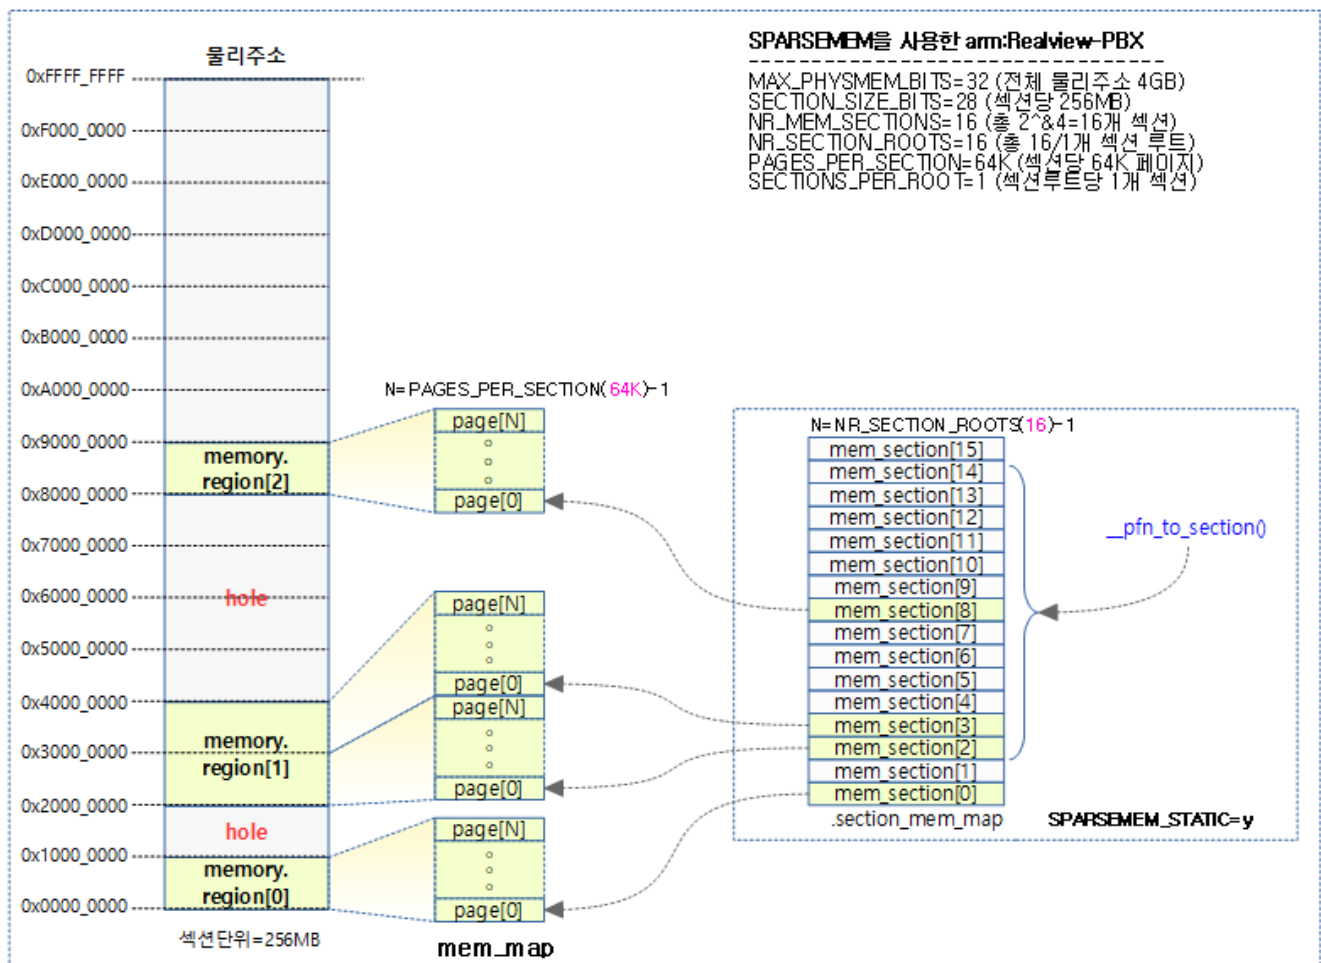 물리주소
0xFFFF_FFFF
0xF000_0000
0xE000_0000
0xD000_0000
0xC000_0000
0xB000_0000
0xA000_0000
0x9000_0000
0x8000_0000
0x7000_0000
0x6000_0000
0x5000_0000
0x4000_0000
0x3000_0000
0x2000_0000
0x1000_0000
0x0000_0000
memory.
region[2]
hole
memory.
region[1]
hole
memory.
region[0]
섹션단위=256MB
SPARSEMEM을 사용한 arm:Realview-PBX
--------------------------------
MAX_PHYSMEM_BITS=32 (전체 물리주소 4GB)
SECTION_SIZE_BITS=28 (섹션당 256MB)
NR_MEM_SECTIONS=16 (총 2^&4=16개 섹션)
NR_SECTION_ROOTS=16 (총 16/1개 섹션 루트)
PAGES_PER_SECTION=64K (섹션당 64K 페이지)
SECTIONS_PER_ROOT=1 (섹션루트당 1개 섹션)
N=PAGES_PER_SECTION(64K)-1
page[N]
page[0]
page[N]
page[0]
page[N]
page[0]
page[N]
page[0]
mem_map
N=NR_SECTION_ROOTS(16)-1
mem_section[15]
mem_section[14]
mem_section[13]
mem_section[12]
mem_section[11]
mem_section[10]
mem_section[9]
mem_section[8]
mem_section[7]
mem_section[6]
mem_section[5]
mem_section[4]
mem_section[3]
mem_section[2]
mem_section[1]
mem_section[0]
.section_mem_map
SPARSEMEM_STATIC=y
__pfn_to_section()